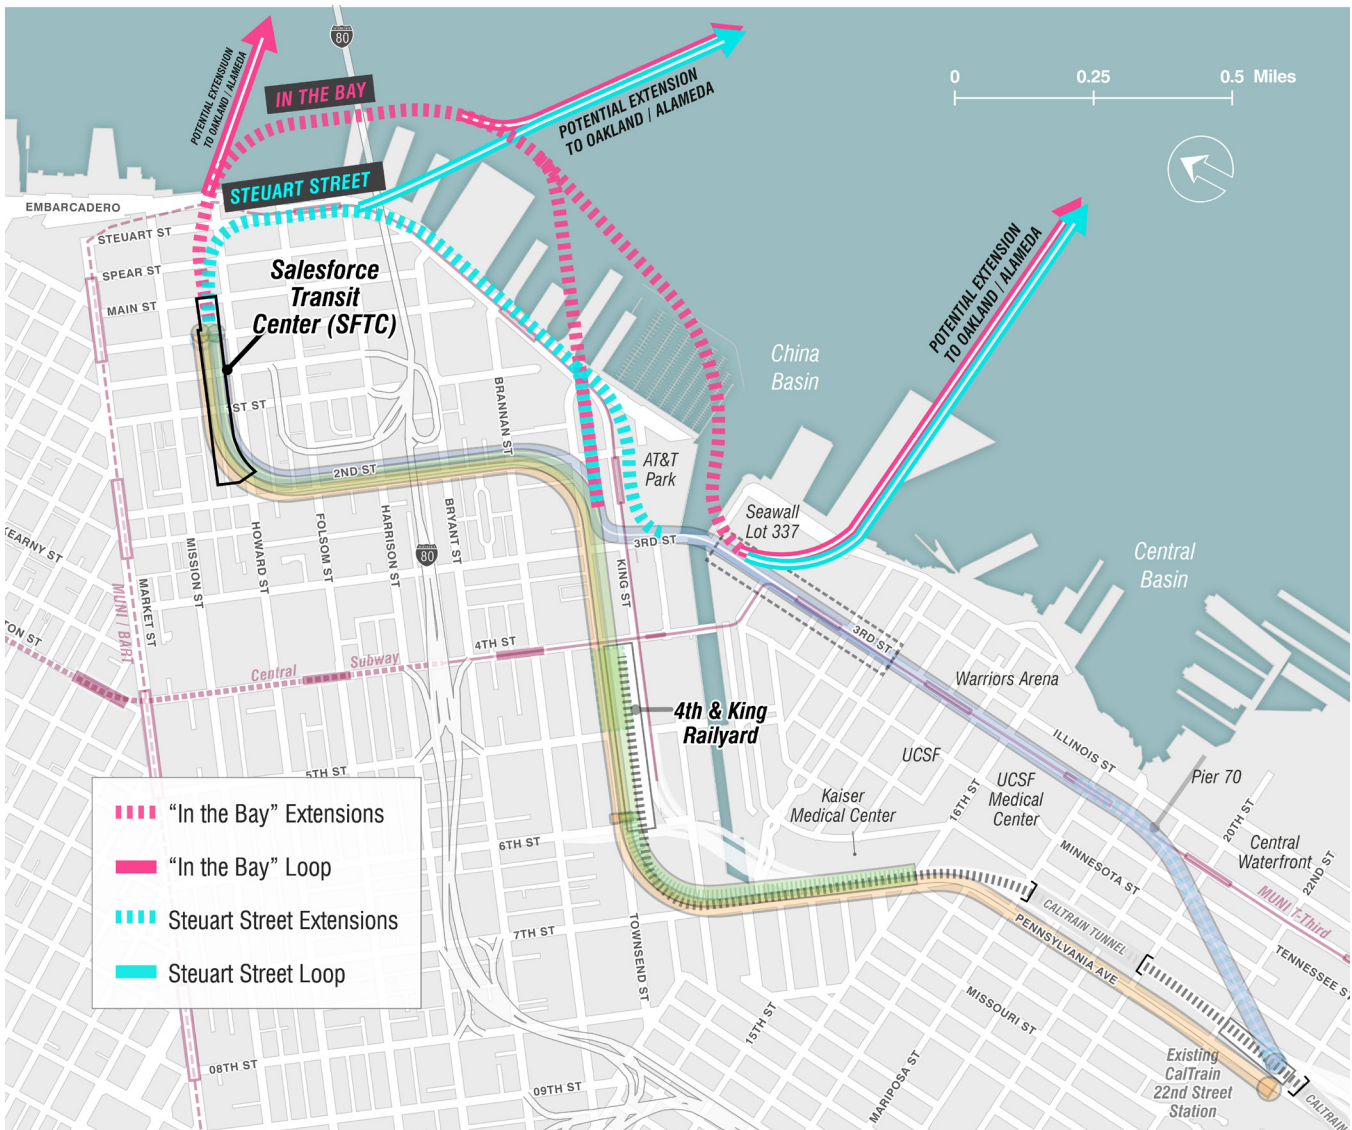 80
POTENTIAL EXTENSIUON
TO OAKLAND / ALAMEDA
IN THE BAY
POTENTIAL EXTENSION
TO OAKLAND / ALAMEDA
0
0.25
0.5 Miles
STEUART STREET
EMBARCADERO
STEUART ST
SPEAR ST
MAIN ST
Salesforce
Transit
Center (SFTC)
POTENTIAL EXTENSION
TO OAKLAND / ALAMEDA
China
Basin
1ST ST
BRANNAN ST
2ND ST
AT&T
Park
Seawall
Lot 337
3RD ST
Central
Basin
KEARNY ST
MISSION ST
HOWARD ST
FOLSOM ST
HARRISON ST
BRYANT ST
80
KING ST
MUNI / BART
MARKET ST
TON ST
4TH ST
Central Subway
3RD ST
Warriors Arena
4th & King
Railyard
UCSF
ILLINOIS ST
Pier 70
5TH ST
UCSF
Medical
Center
16TH ST
20TH ST
Kaiser
Medical Center
"In the Bay" Extensions
"In the Bay" Loop
Steuart Street Extensions
Steuart Street Loop
6TH ST
MINNESOTA ST
Central
Waterfront
22ND ST
MUNI T-Third
7TH ST
TOWNSEND ST
CALTRAIN TUNNEL
PENNSYLVANIA AVE
TENNESSEE ST
MISSOURI ST
15TH ST
08TH ST
09TH ST
MARIPOSA ST
Existing
CalTrain
22nd Street
Station
CALTRAIN